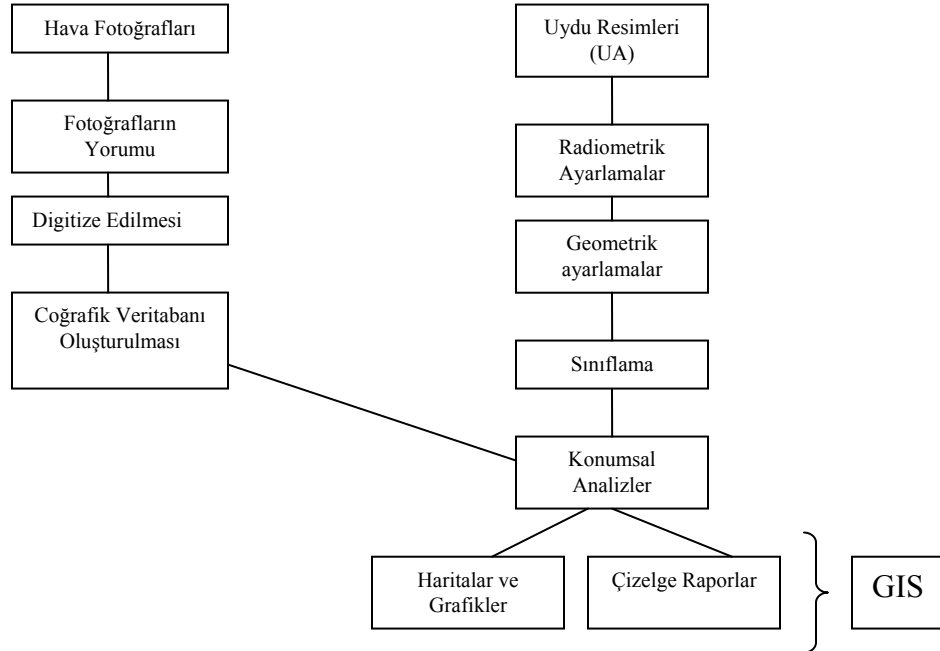 Hava Fotoğrafları
Uydu Resimleri
(UA)
Fotoğrafların
Yorumu
Radiometrik
Ayarlamalar
Digitize Edilmesi
Geometrik
ayarlamalar
Coğrafik Veritabanı
Oluşturulması
Sınıflama
Konumsal
Analizler
Haritalar ve
Grafikler
Çizelge Raporlar
GIS